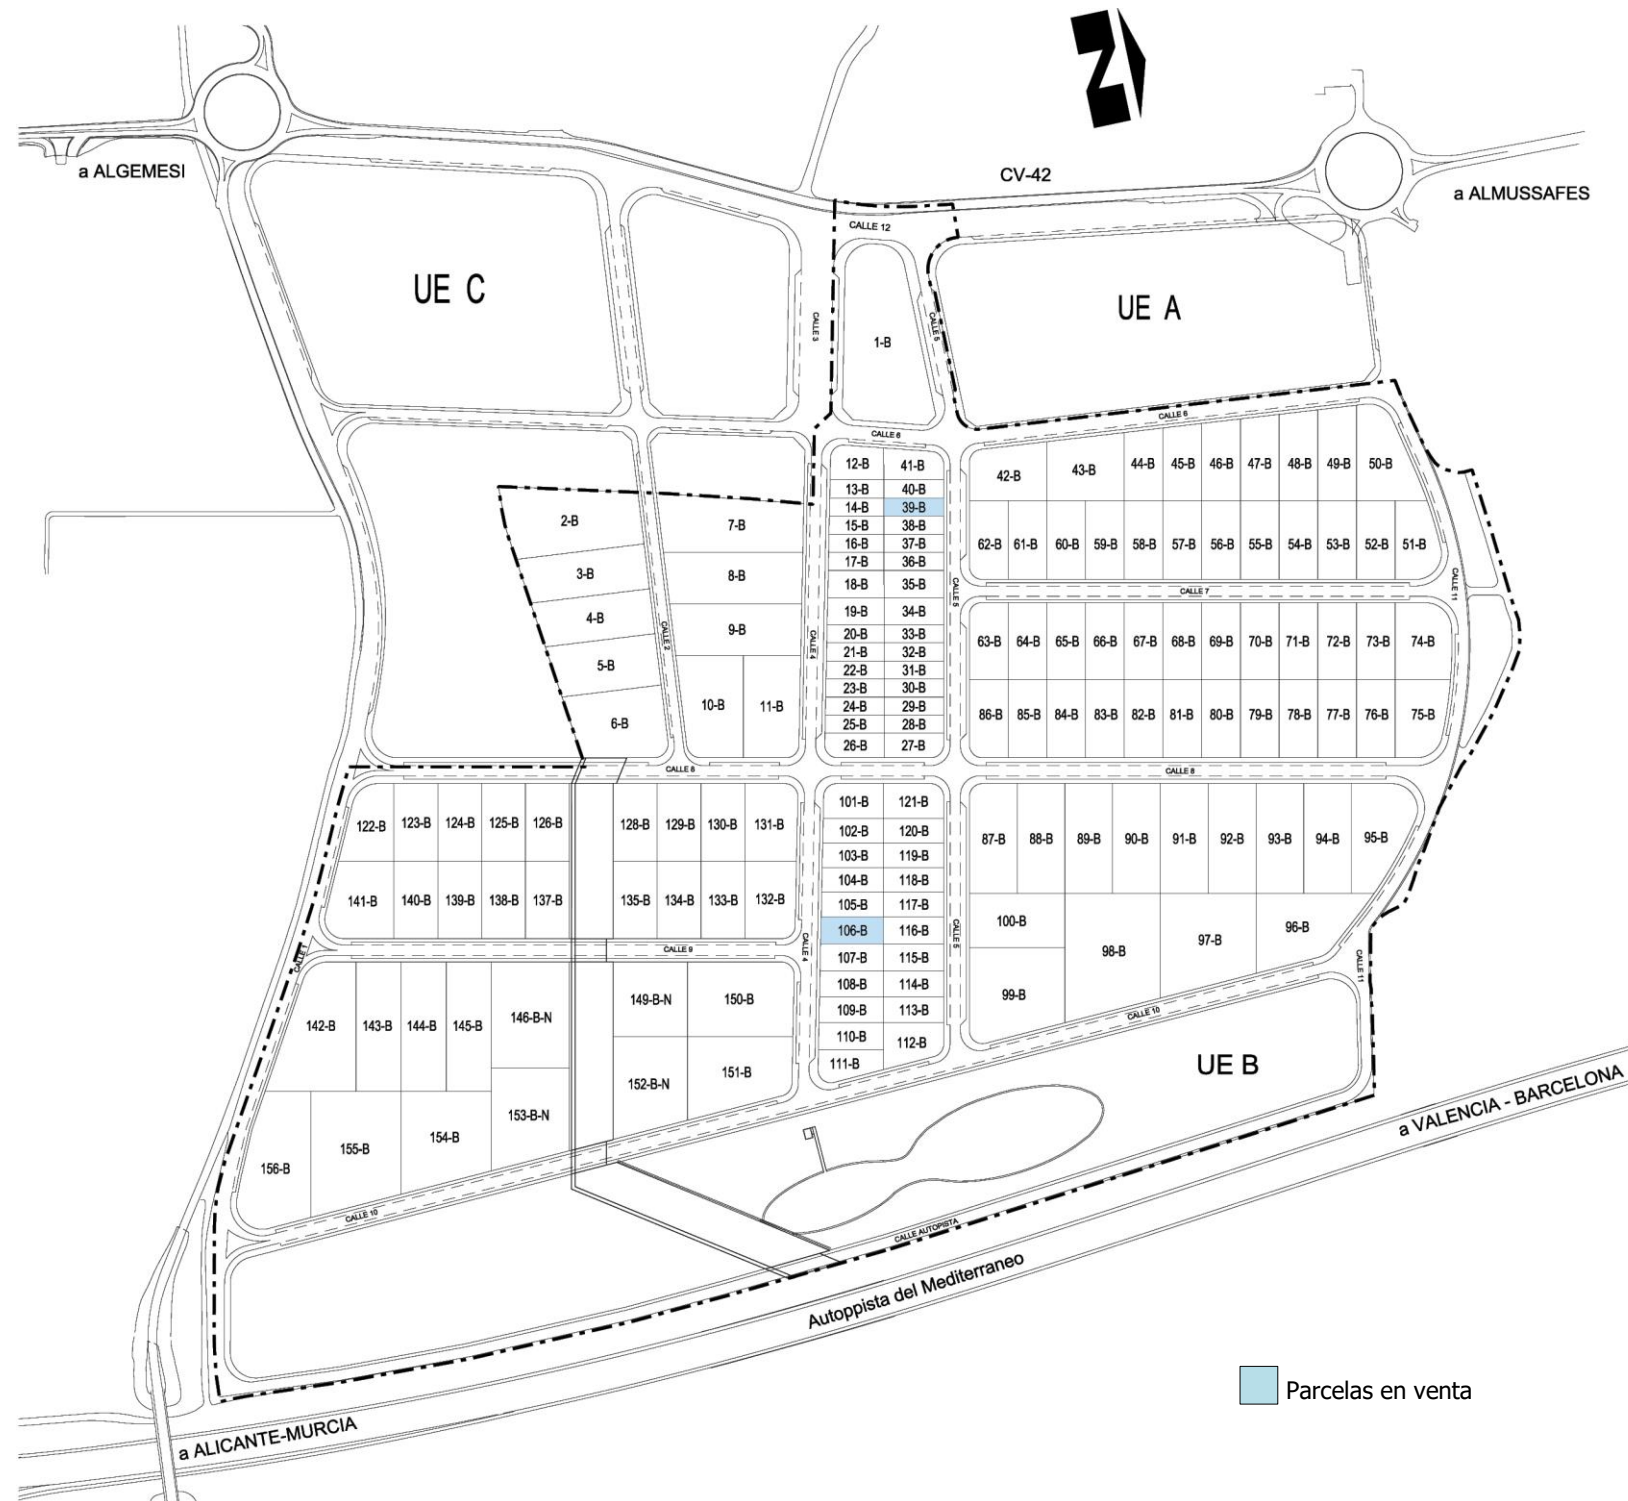 N
a ALGEMESI
CV-42
a ALMUSSAFES
CALLE 12
UE C
UE A
CALLE 3
CALLE 5
1-B
CALLE 6
CALLE 6
12-B 41-B
13-B 40-B
14-B 39-B
15-B 38-B
16-B 37-B
17-B 36-B
18-B 35-B
19-B 34-B
20-B 33-B
21-B 32-B
22-B 31-B
23-B 30-B
24-B 29-B
25-B 28-B
26-B 27-B
42-B 43-B 44-B 45-B 46-B 47-B 48-B 49-B 50-B
62-B 61-B 60-B 59-B 58-B 57-B 56-B 55-B 54-B 53-B 52-B 51-B
2-B
3-B
4-B
5-B
6-B
7-B
8-B
9-B
10-B 11-B
CALLE 2
CALLE 4
CALLE 5
CALLE 7
CALLE 11
63-B 64-B 65-B 66-B 67-B 68-B 69-B 70-B 71-B 72-B 73-B 74-B
86-B 85-B 84-B 83-B 82-B 81-B 80-B 79-B 78-B 77-B 76-B 75-B
CALLE 8
CALLE 8
122-B 123-B 124-B 125-B 126-B 128-B 129-B 130-B 131-B
141-B 140-B 139-B 138-B 137-B 135-B 134-B 133-B 132-B
101-B 121-B
102-B 120-B
103-B 119-B
104-B 118-B
105-B 117-B
106-B 116-B
107-B 115-B
108-B 114-B
109-B 113-B
110-B 112-B
111-B
87-B 88-B 89-B 90-B 91-B 92-B 93-B 94-B 95-B
100-B
99-B
98-B
97-B
96-B
CALLE 1
CALLE 9
CALLE 4
CALLE 5
CALLE 11
142-B 143-B 144-B 145-B 146-B-N 149-B-N 150-B
156-B 155-B 154-B 153-B-N 152-B-N 151-B
CALLE 10
UE B
CALLE 10
CALLE AUTOPISTA
a VALENCIA - BARCELONA
Autoppista del Mediterraneo
a ALICANTE-MURCIA
Parcelas en venta